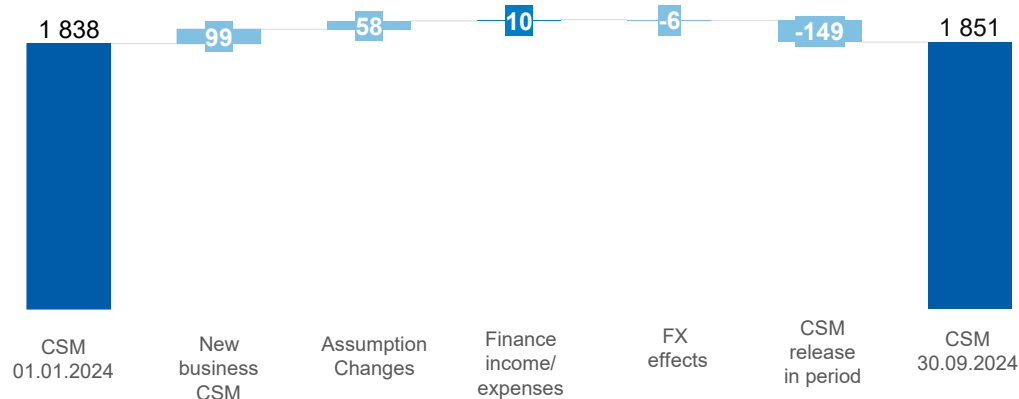 1 838
99
58
10
-6
-149
1 851
CSM
01.01.2024
New
business
CSM
Assumption
Changes
Finance
income/
expenses
FX
effects
CSM
release
in period
CSM
30.09.2024